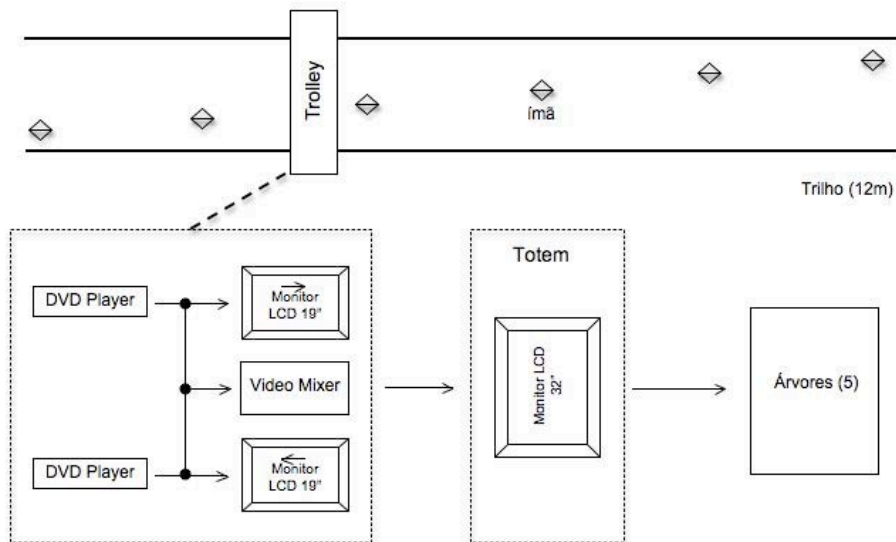 Trolley
ímã
Trilho (12m)
DVD Player
Monitor
LCD 19"
Video Mixer
DVD Player
Monitor
LCD 19"
Totem
Monitor LCD
32"
Árvores (5)